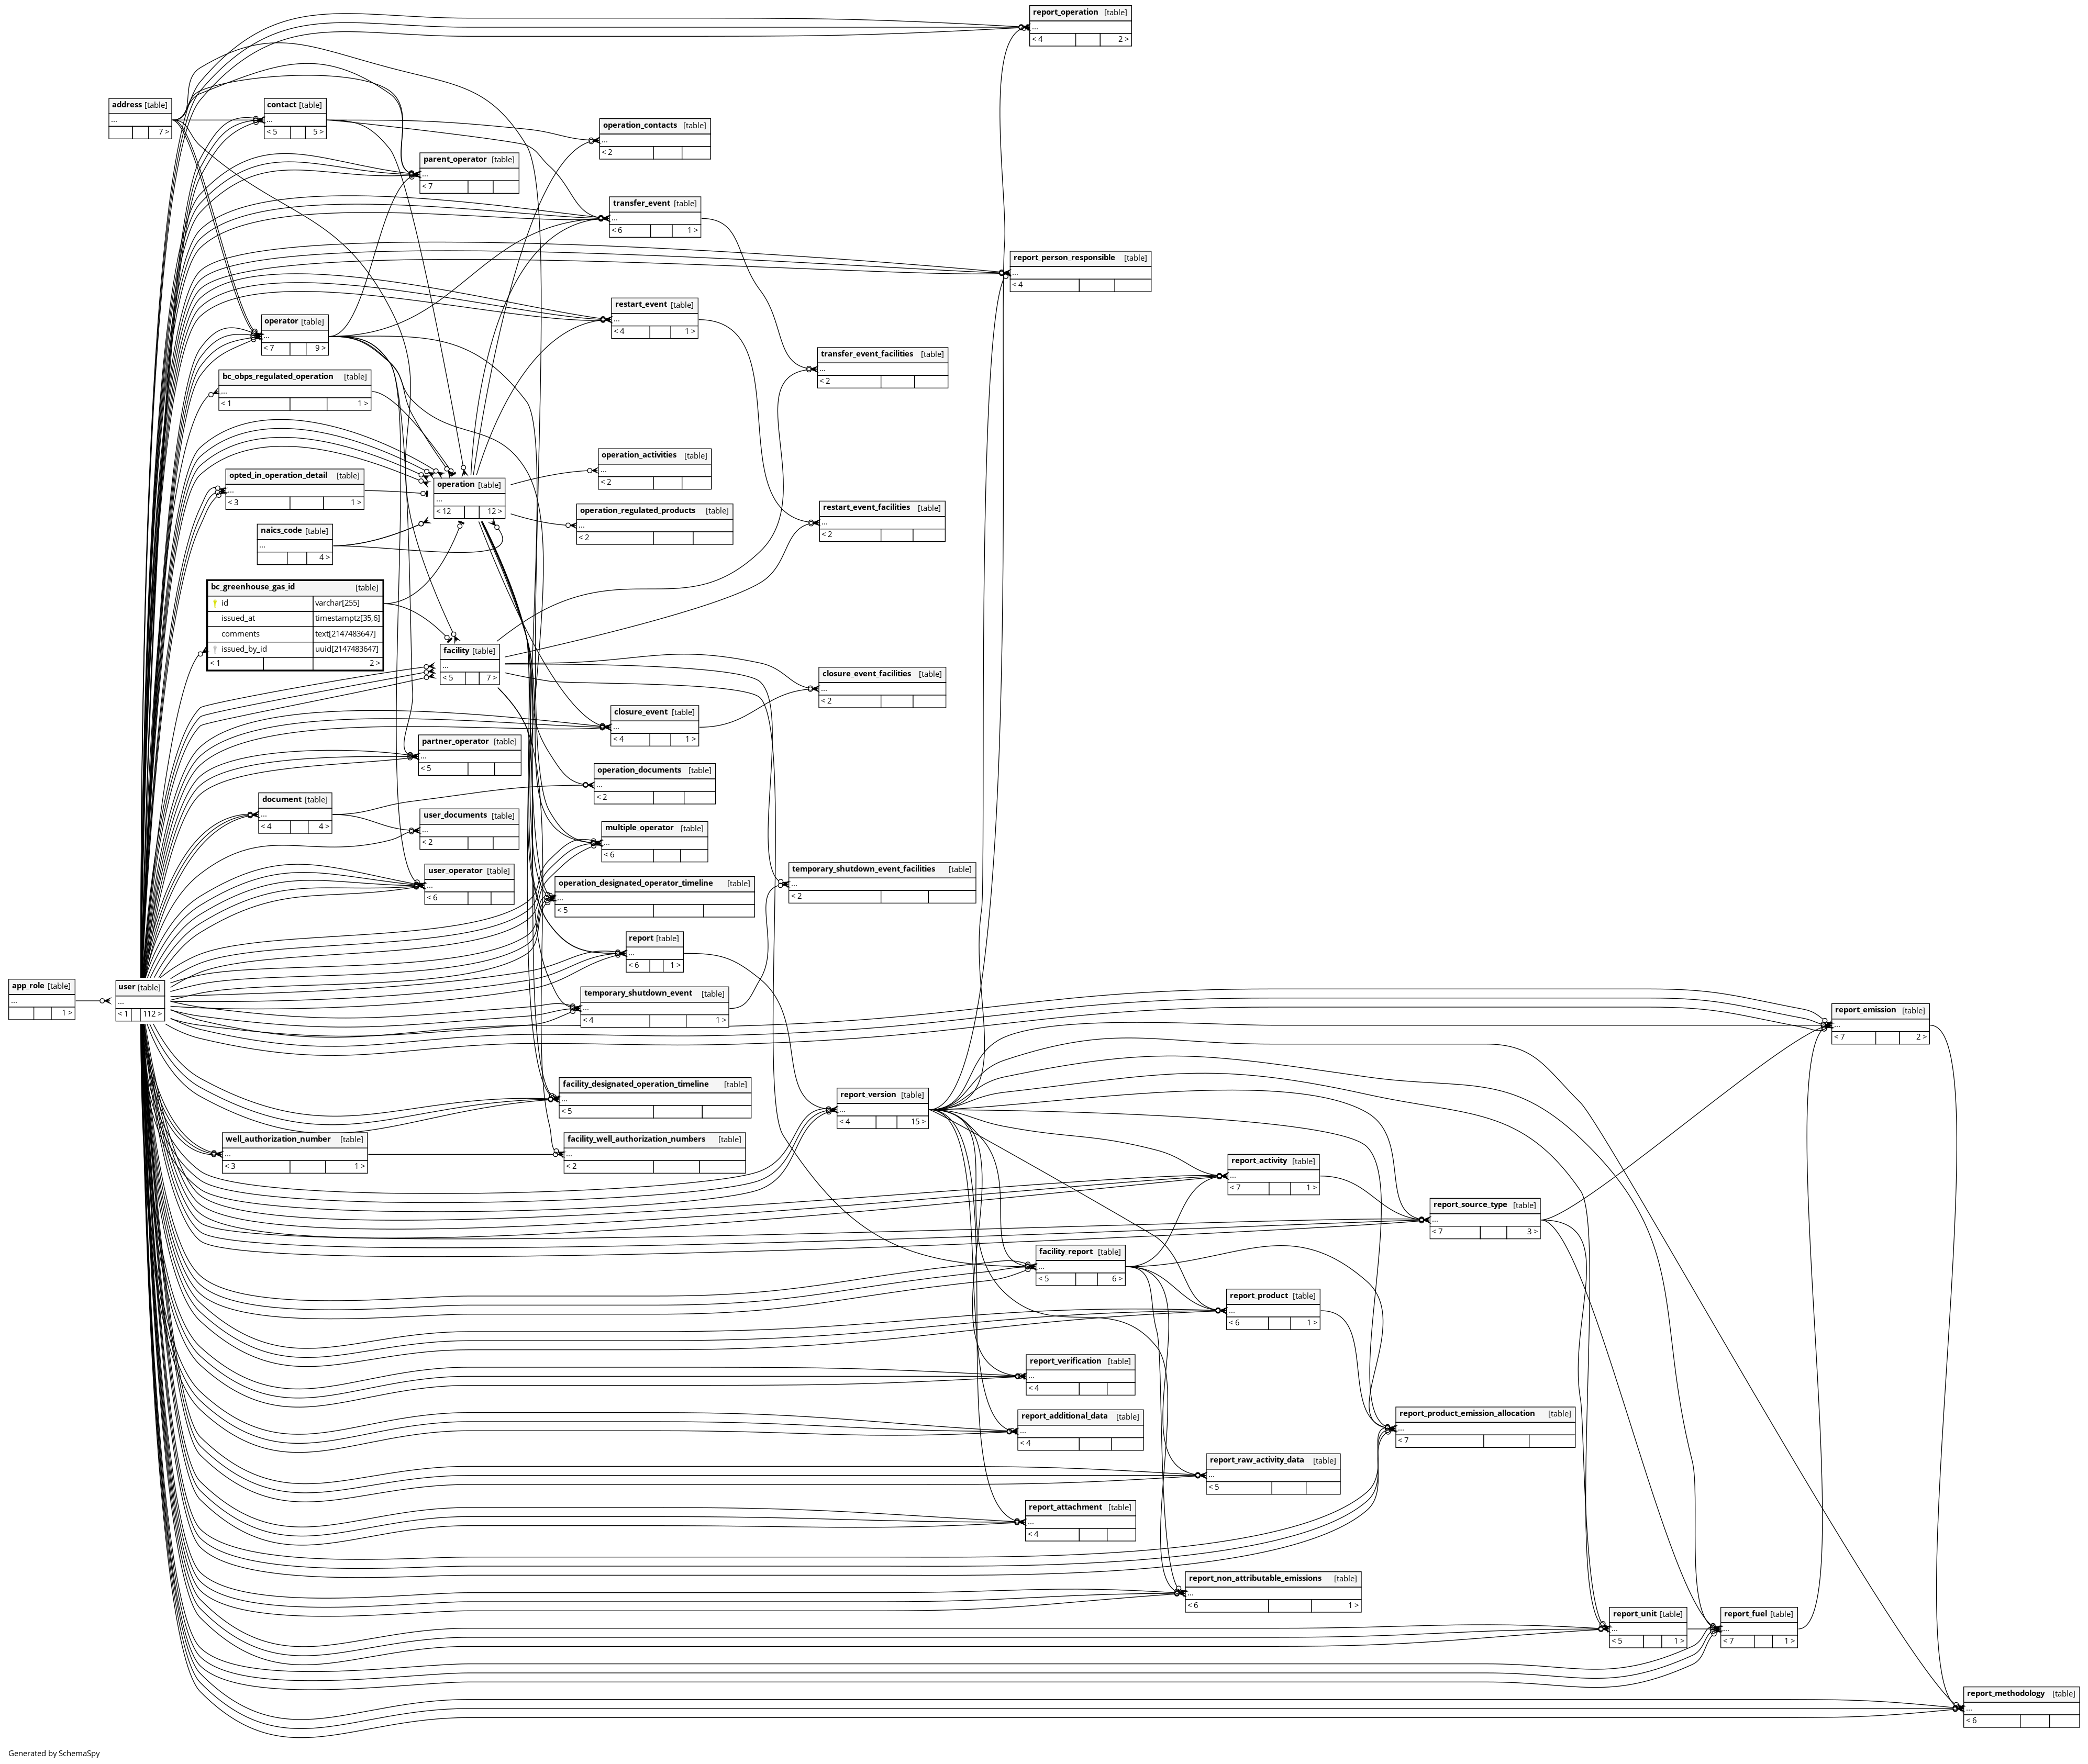 report_operation [table]
...
< 4 2 >
address [table]
...
7 >
contact [table]
...
< 5 5 >
operation_contacts [table]
...
< 2
parent_operator [table]
...
< 7
transfer_event [table]
...
< 6 1 >
report_person_responsible [table]
...
< 4
restart_event [table]
...
< 4 1 >
operator [table]
...
< 7 9 >
transfer_event_facilities [table]
...
< 2
bc_obps_regulated_operation [table]
...
< 1 1 >
operation_activities [table]
...
< 2
opted_in_operation_detail [table]
...
< 3 1 >
operation [table]
...
< 12 12 >
operation_regulated_products [table]
...
< 2
restart_event_facilities [table]
...
< 2
naics_code [table]
...
4 >
bc_greenhouse_gas_id [table]
id varchar[255]
issued_at timestamptz[35,6]
comments text[2147483647]
issued_by_id uuid[2147483647]
< 1 2 >
facility [table]
...
< 5 7 >
closure_event_facilities [table]
...
< 2
closure_event [table]
...
< 4 1 >
partner_operator [table]
...
< 5
operation_documents [table]
...
< 2
document [table]
...
< 4 4 >
user_documents [table]
...
< 2
multiple_operator [table]
...
< 6
user_operator [table]
...
< 6
temporary_shutdown_event_facilities [table]
...
< 2
operation_designated_operator_timeline [table]
...
< 5
report [table]
...
< 6 1 >
app_role [table]
...
1 >
user [table]
...
< 1 112 >
temporary_shutdown_event [table]
...
< 4 1 >
report_emission [table]
...
< 7 2 >
facility_designated_operation_timeline [table]
...
< 5
report_version [table]
...
< 4 15 >
well_authorization_number [table]
...
< 3 1 >
facility_well_authorization_numbers [table]
...
< 2
report_activity [table]
...
< 7 1 >
report_source_type [table]
...
< 7 3 >
facility_report [table]
...
< 5 6 >
report_product [table]
...
< 6 1 >
report_verification [table]
...
< 4
report_additional_data [table]
...
< 4
report_product_emission_allocation [table]
...
< 7
report_raw_activity_data [table]
...
< 5
report_attachment [table]
...
< 4
report_non_attributable_emissions [table]
...
< 6 1 >
report_unit [table]
...
< 5 1 >
report_fuel [table]
...
< 7 1 >
report_methodology [table]
...
< 6
Generated by SchemaSpy